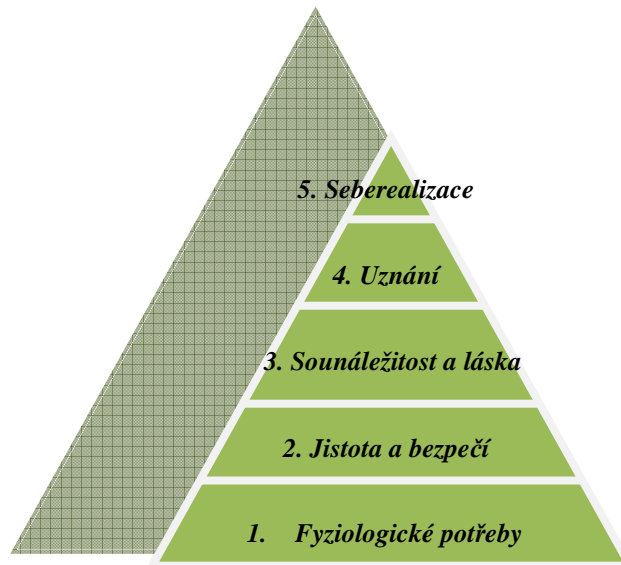 5. Seberealizace
4. Uznání
3. Sounáležitost a láska
2. Jistota a bezpečí
1. Fyziologické potřeby